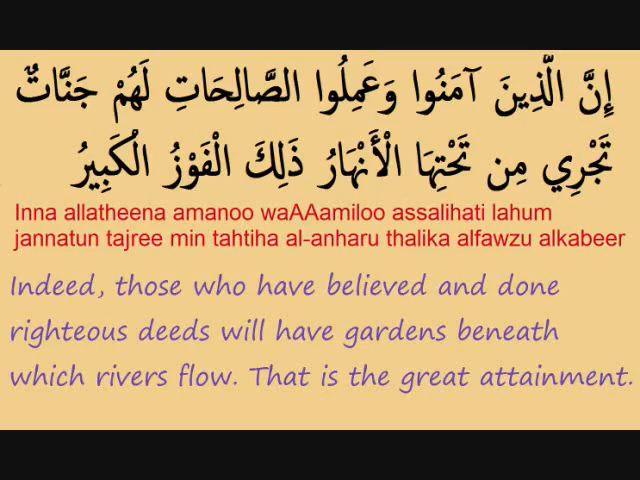 إِنَّ الَّذِينَ آمَنُوا وَعَمِلُوا الصَّالِحَاتِ لَهُمْ جَنَّاتٌ
تَجْرِي مِن تَحْتِهَا الْأَنْهَارُ ذَلِكَ الْفَوْزُ الْكَبِيرُ
Inna allatheena amanoo waAAamiloo assalihati lahum
jannatun tajree min tahtiha al-anharu thalika alfawzu alkabeer
Indeed, those who have believed and done
righteous deeds will have gardens beneath
which rivers flow. That is the great attainment.